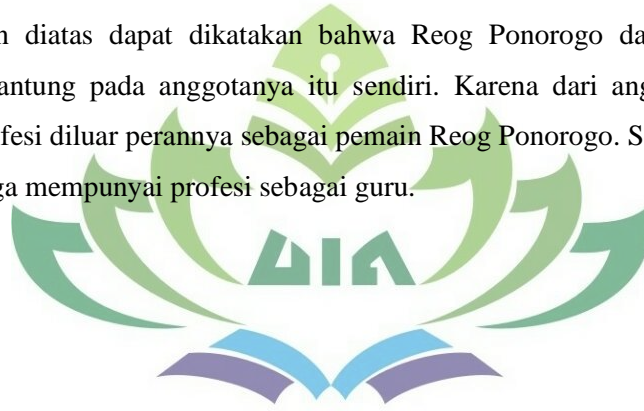 n diatas dapat dikatakan bahwa Reog Ponorogo da
antung pada anggotanya itu sendiri. Karena dari ang
fesi diluar perannya sebagai pemain Reog Ponorogo. S
ga mempunyai profesi sebagai guru.
UIN